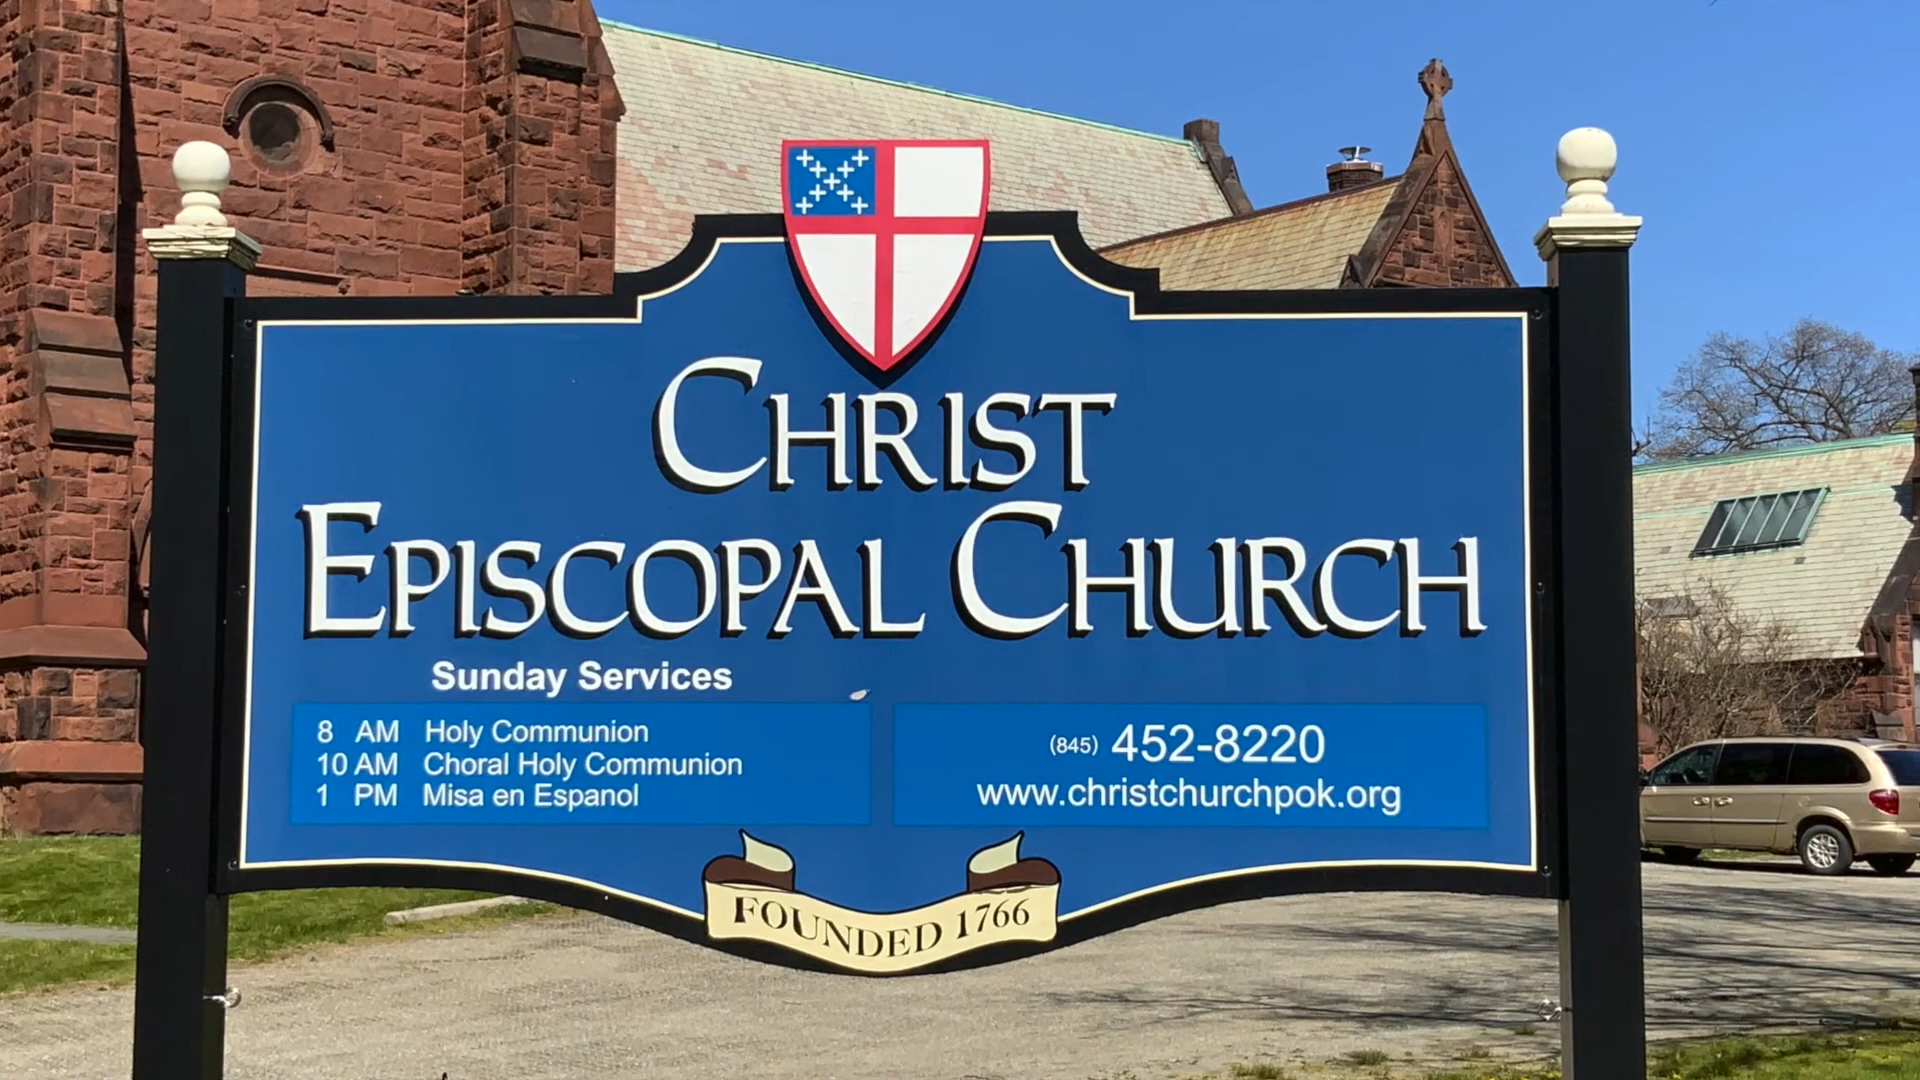 CHRIST
EPISCOPAL CHURCH
Sunday Services
8 AM Holy Communion
10 AM Choral Holy Communion
1 PM Misa en Espanol
(845) 452-8220
www.christchurchpok.org
FOUNDED 1766